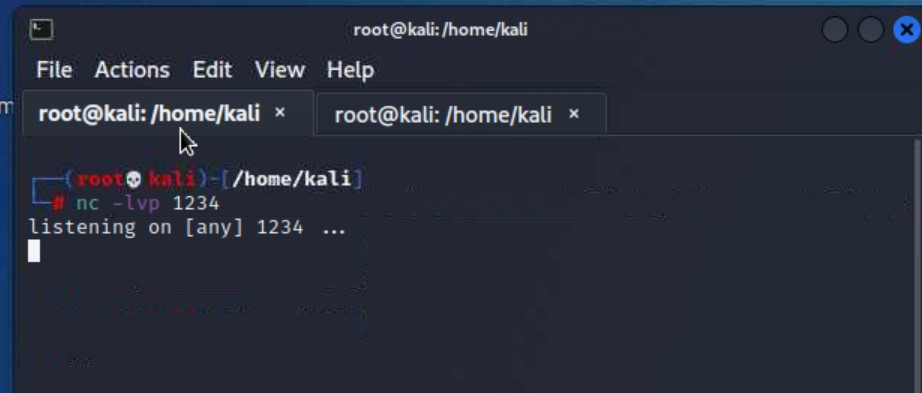 root@kali: /home/kali
File Actions Edit View Help
root@kali: /home/kali × root@kali: /home/kali ×
m
┌──(root💀kali)-[/home/kali]
└─# nc -lvp 1234
listening on [any] 1234 ...